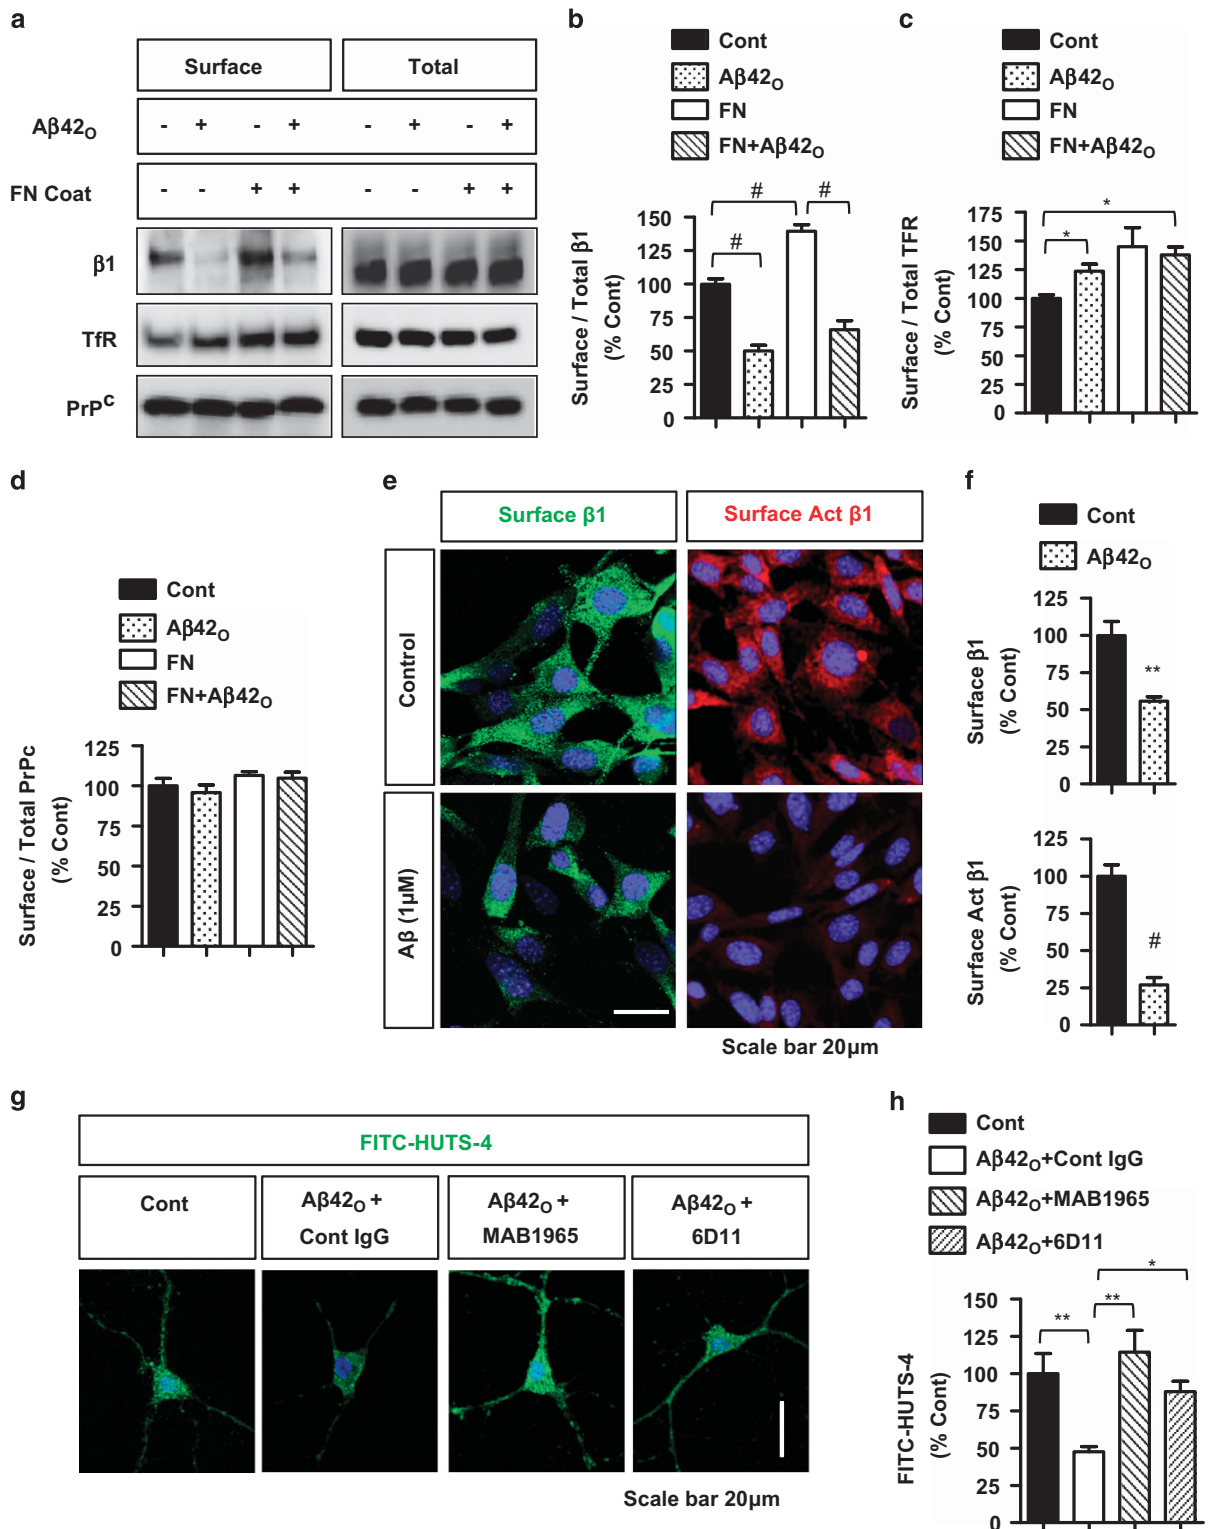 a
Surface Total
Aβ42O - + - + - + - +
FN Coat - - + + - - + +
β1
TfR
PrPc
b
Cont
Aβ42O
FN
FN+Aβ42O
# # #
Surface / Total β1
(% Cont)
150
125
100
75
50
25
0
c
Cont
Aβ42O
FN
FN+Aβ42O
* *
Surface / Total TFR
(% Cont)
175
150
125
100
75
50
25
0
d
Cont
Aβ42O
FN
FN+Aβ42O
Surface / Total PrPc
(% Cont)
125
100
75
50
25
0
e
Surface β1 Surface Act β1
Control
Aβ (1µM)
Scale bar 20µm
f
Cont
Aβ42O
Surface β1
(% Cont)
125
100
75
50
25
0
**
Surface Act β1
(% Cont)
125
100
75
50
25
0
#
g
FITC-HUTS-4
Cont
Aβ42O +
Cont IgG
Aβ42O +
MAB1965
Aβ42O +
6D11
Scale bar 20µm
h
Cont
Aβ42O+Cont IgG
Aβ42O+MAB1965
Aβ42O+6D11
** ** *
FITC-HUTS-4
(% Cont)
150
125
100
75
50
25
0